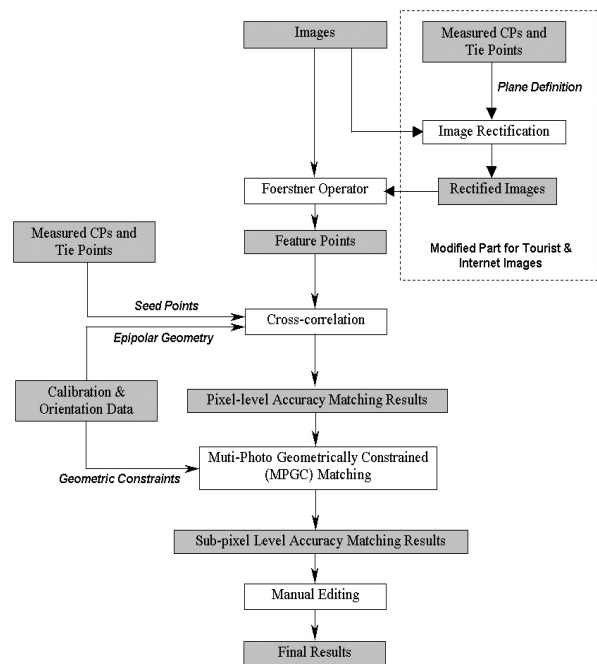 Images
Measured CPs and
Tie Points
Plane Definition
Image Rectification
Foerstner Operator
Rectified Images
Measured CPs and
Tie Points
Feature Points
Modified Part for Tourist &
Internet Images
Seed Points
Cross-correlation
Epipolar Geometry
Calibration &
Orientation Data
Pixel-level Accuracy Matching Results
Muti-Photo Geometrically Constrained
(MPGC) Matching
Geometric Constraints
Sub-pixel Level Accuracy Matching Results
Manual Editing
Final Results